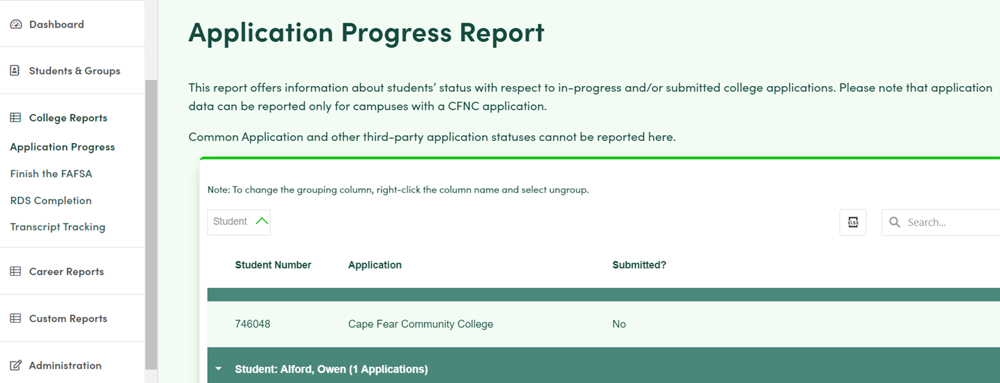 Dashboard
Students & Groups
College Reports
Application Progress
Finish the FAFSA
RDS Completion
Transcript Tracking
Career Reports
Custom Reports
Administration
Application Progress Report
This report offers information about students’ status with respect to in-progress and/or submitted college applications. Please note that application
data can be reported only for campuses with a CFNC application.
Common Application and other third-party application statuses cannot be reported here.
Note: To change the grouping column, right-click the column name and select ungroup.
Student
xlsx
Search...
Student Number Application Submitted?
746048 Cape Fear Community College No
Student: Alford, Owen (1 Applications)